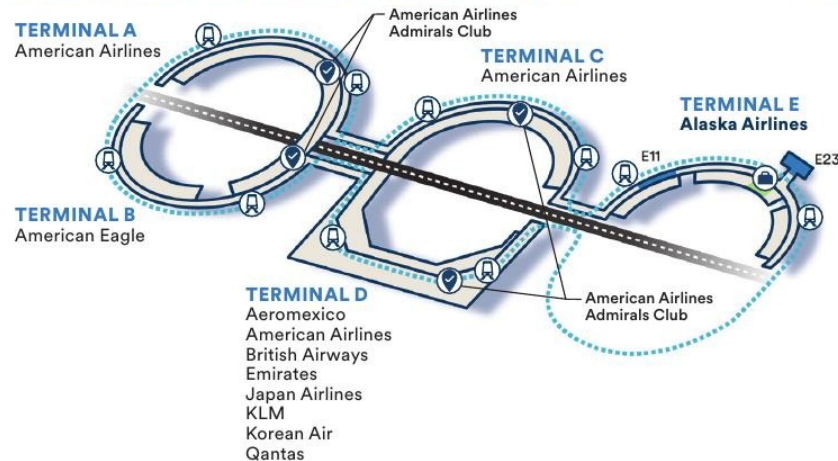 TERMINAL A
American Airlines
American Airlines
Admirals Club
TERMINAL C
American Airlines
TERMINAL E
Alaska Airlines
E11
E23
TERMINAL B
American Eagle
TERMINAL D
Aeromexico
American Airlines
British Airways
Emirates
Japan Airlines
KLM
Korean Air
Qantas
American Airlines
Admirals Club